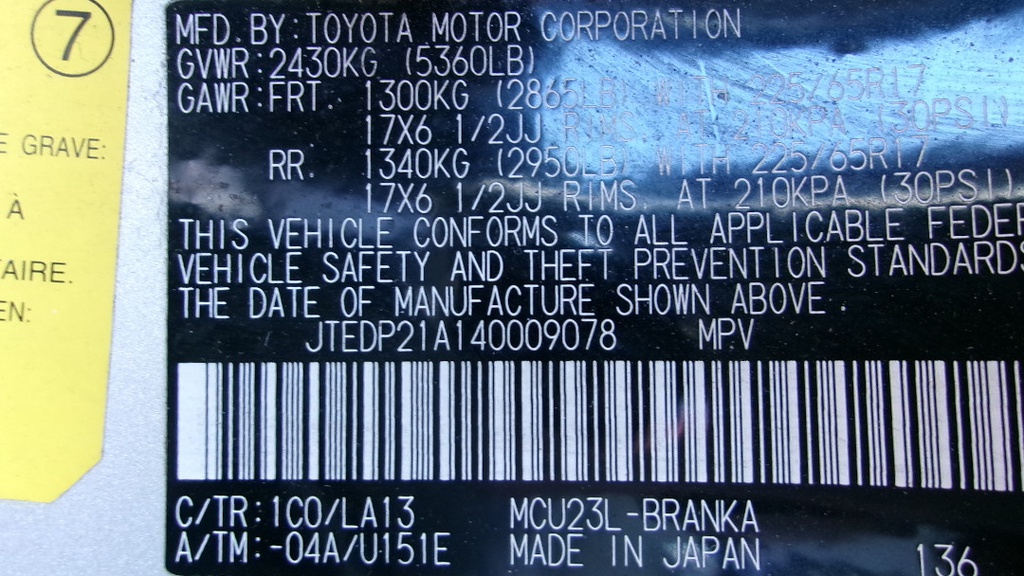 7
E GRAVE:
À
AIRE.
EN:
MFD. BY: TOYOTA MOTOR CORPORATION
GVWR: 2430KG (5360LB)
GAWR: FRT. 1300KG (2865LB) WITH 225/65R17
17X6 1/2JJ RIMS, AT 210KPA (30PSI)
RR. 1340KG (2950LB) WITH 225/65R17
17X6 1/2JJ RIMS, AT 210KPA (30PSI)
THIS VEHICLE CONFORMS TO ALL APPLICABLE FEDER
VEHICLE SAFETY AND THEFT PREVENTION STANDARDS
THE DATE OF MANUFACTURE SHOWN ABOVE.
JTEDP21A140009078 MPV
C/TR: 1C0/LA13 MCU23L-BRANKA
A/TM: -04A/U151E MADE IN JAPAN 136